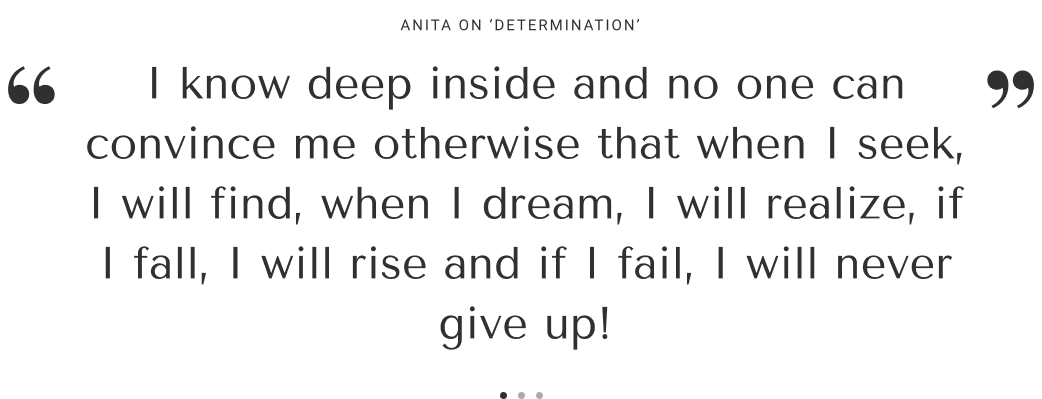 ANITA ON ‘DETERMINATION’
“ I know deep inside and no one can ”
convince me otherwise that when I seek,
I will find, when I dream, I will realize, if
I fall, I will rise and if I fail, I will never
give up!